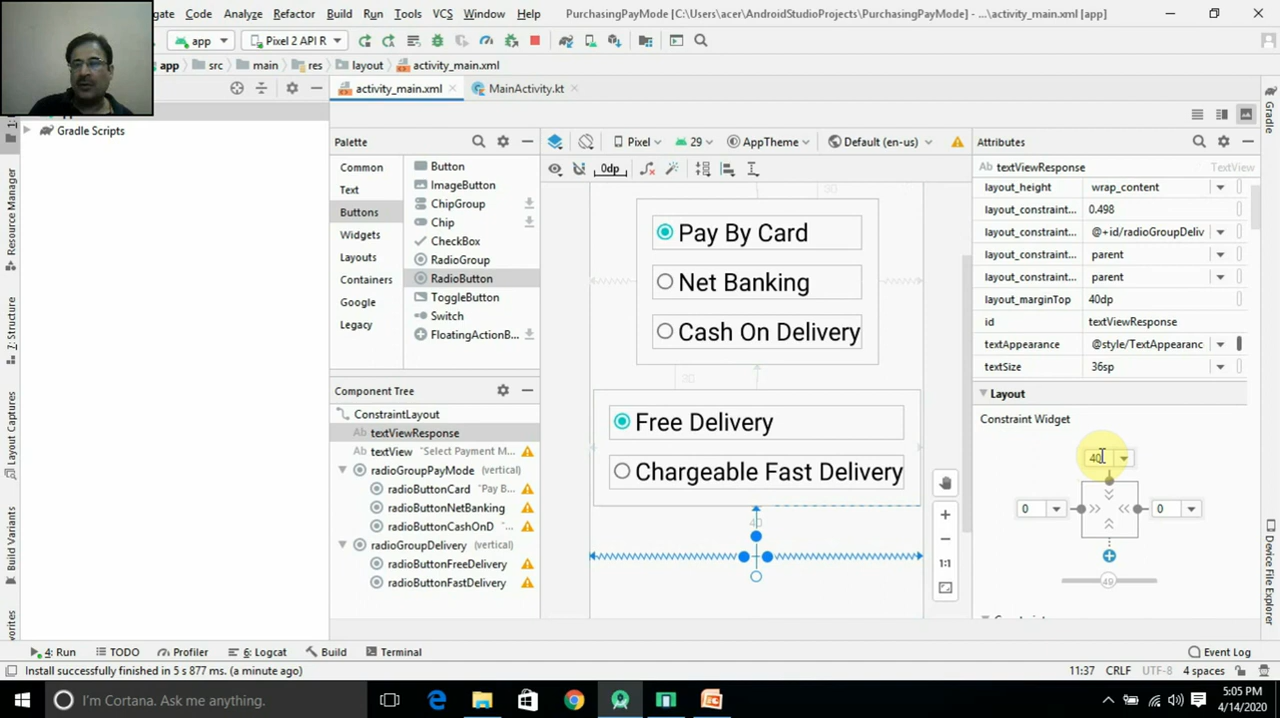 igate Code Analyze Refactor Build Run Tools VCS Window Help PurchasingPayMode [C:\Users\acer\AndroidStudioProjects\PurchasingPayMode] - ...\activity_main.xml [app]
app Pixel 2 API R
app src main res layout activity_main.xml
activity_main.xml MainActivity.kt
Gradle Scripts
Palette
Common
Text
Buttons
Widgets
Layouts
Containers
Google
Legacy
Button
ImageButton
ChipGroup
Chip
CheckBox
RadioGroup
RadioButton
ToggleButton
Switch
FloatingActionB...
Component Tree
ConstraintLayout
Ab textViewResponse
Ab textView "Select Payment M...
radioGroupPayMode (vertical)
radioButtonCard "Pay B...
radioButtonNetBanking
radioButtonCashOnD "...
radioGroupDelivery (vertical)
radioButtonFreeDelivery
radioButtonFastDelivery
Pixel 29 AppTheme Default (en-us)
0dp
Pay By Card
Net Banking
Cash On Delivery
Free Delivery
Chargeable Fast Delivery
40
1:1
Attributes
Ab textViewResponse TextView
layout_height wrap_content
layout_constraint... 0.498
layout_constraint... @+id/radioGroupDeliv
layout_constraint... parent
layout_constraint... parent
layout_marginTop 40dp
id textViewResponse
textAppearance @style/TextAppearanc
textSize 36sp
Layout
Constraint Widget
40
0 0
49
1:
Resource Manager
Z: Structure
Layout Captures
Build Variants
avorites
Gradle
Device File Explorer
4: Run TODO Profiler 6: Logcat Build Terminal Event Log
Install successfully finished in 5 s 877 ms. (a minute ago) 11:37 CRLF UTF-8 4 spaces
I'm Cortana. Ask me anything.
5:05 PM
4/14/2020